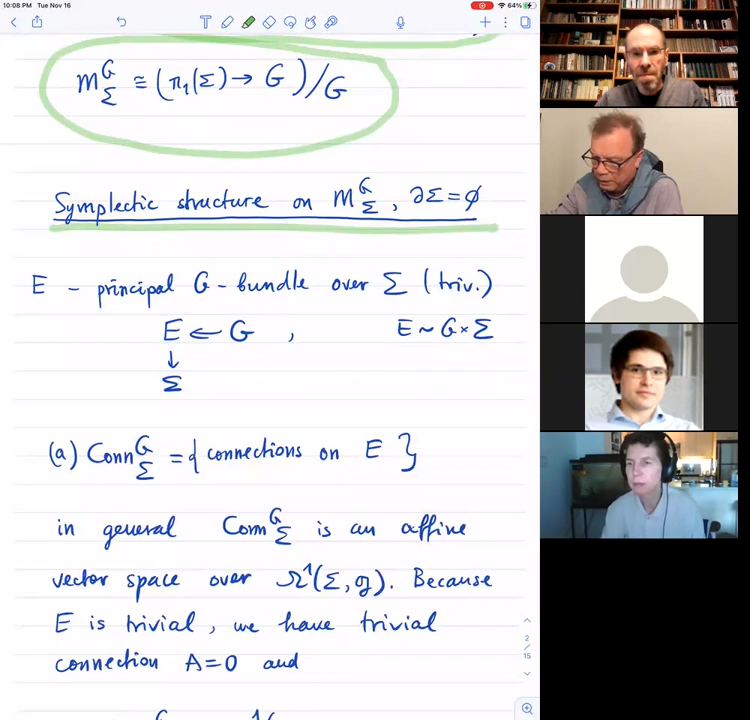 10:08 PM Tue Nov 16
64%
M^G_Σ ≅ (π₁(Σ) → G)/G
Symplectic structure on M^G_Σ, ∂Σ=∅
E - principal G-bundle over Σ (triv.)
E ← G , E ~ G×Σ
↓
Σ
(a) Conn^G_Σ = { connections on E }
in general Conn^G_Σ is an affine
vector space over Ω¹(Σ, g). Because
E is trivial, we have trivial
connection A=0 and
2
/
15